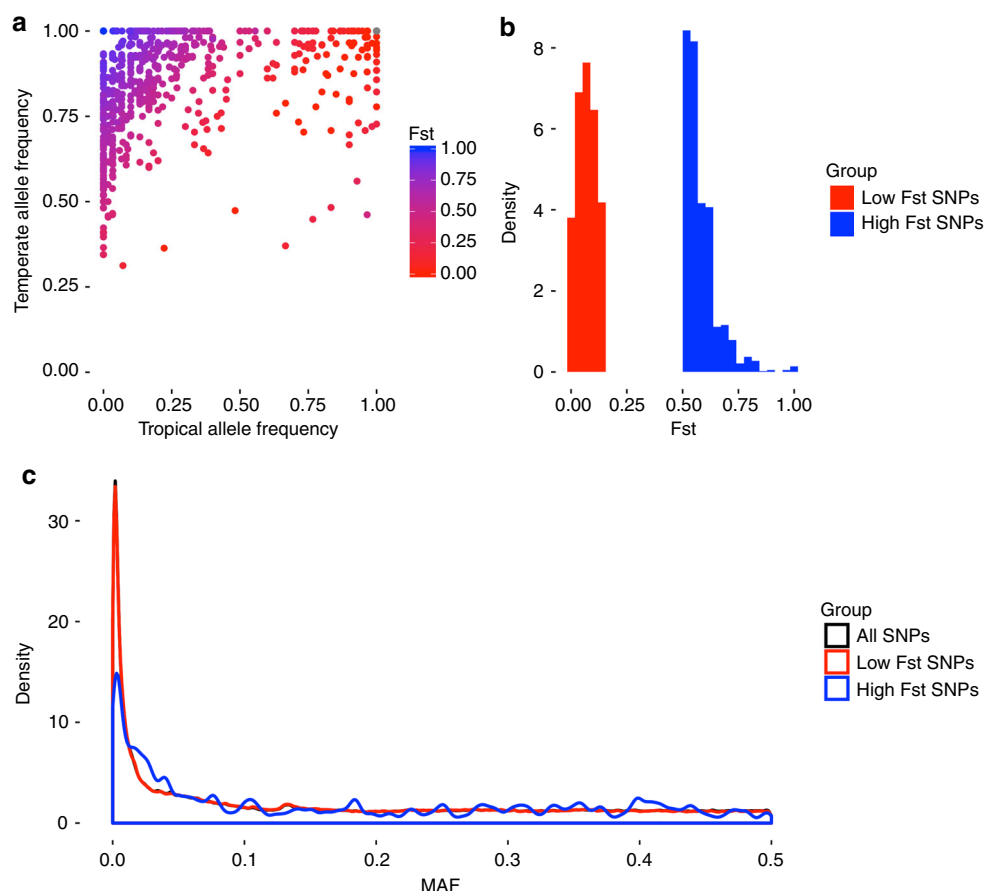 a
Temperate allele frequency
1.00
0.75
0.50
0.25
0.00
0.00 0.25 0.50 0.75 1.00
Tropical allele frequency
Fst
1.00
0.75
0.50
0.25
0.00
b
Density
8
6
4
2
0
0.00 0.25 0.50 0.75 1.00
Fst
Group
Low Fst SNPs
High Fst SNPs
c
Density
30
20
10
0
0.0 0.1 0.2 0.3 0.4 0.5
MAF
Group
All SNPs
Low Fst SNPs
High Fst SNPs